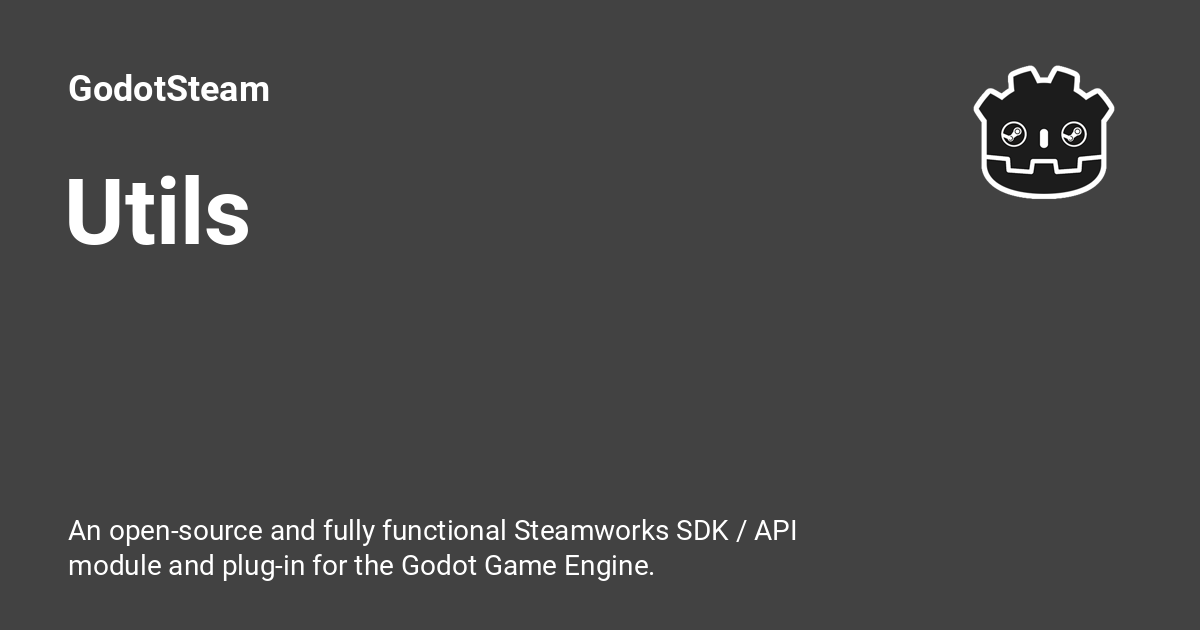 GodotSteam
Utils
An open-source and fully functional Steamworks SDK / API
module and plug-in for the Godot Game Engine.